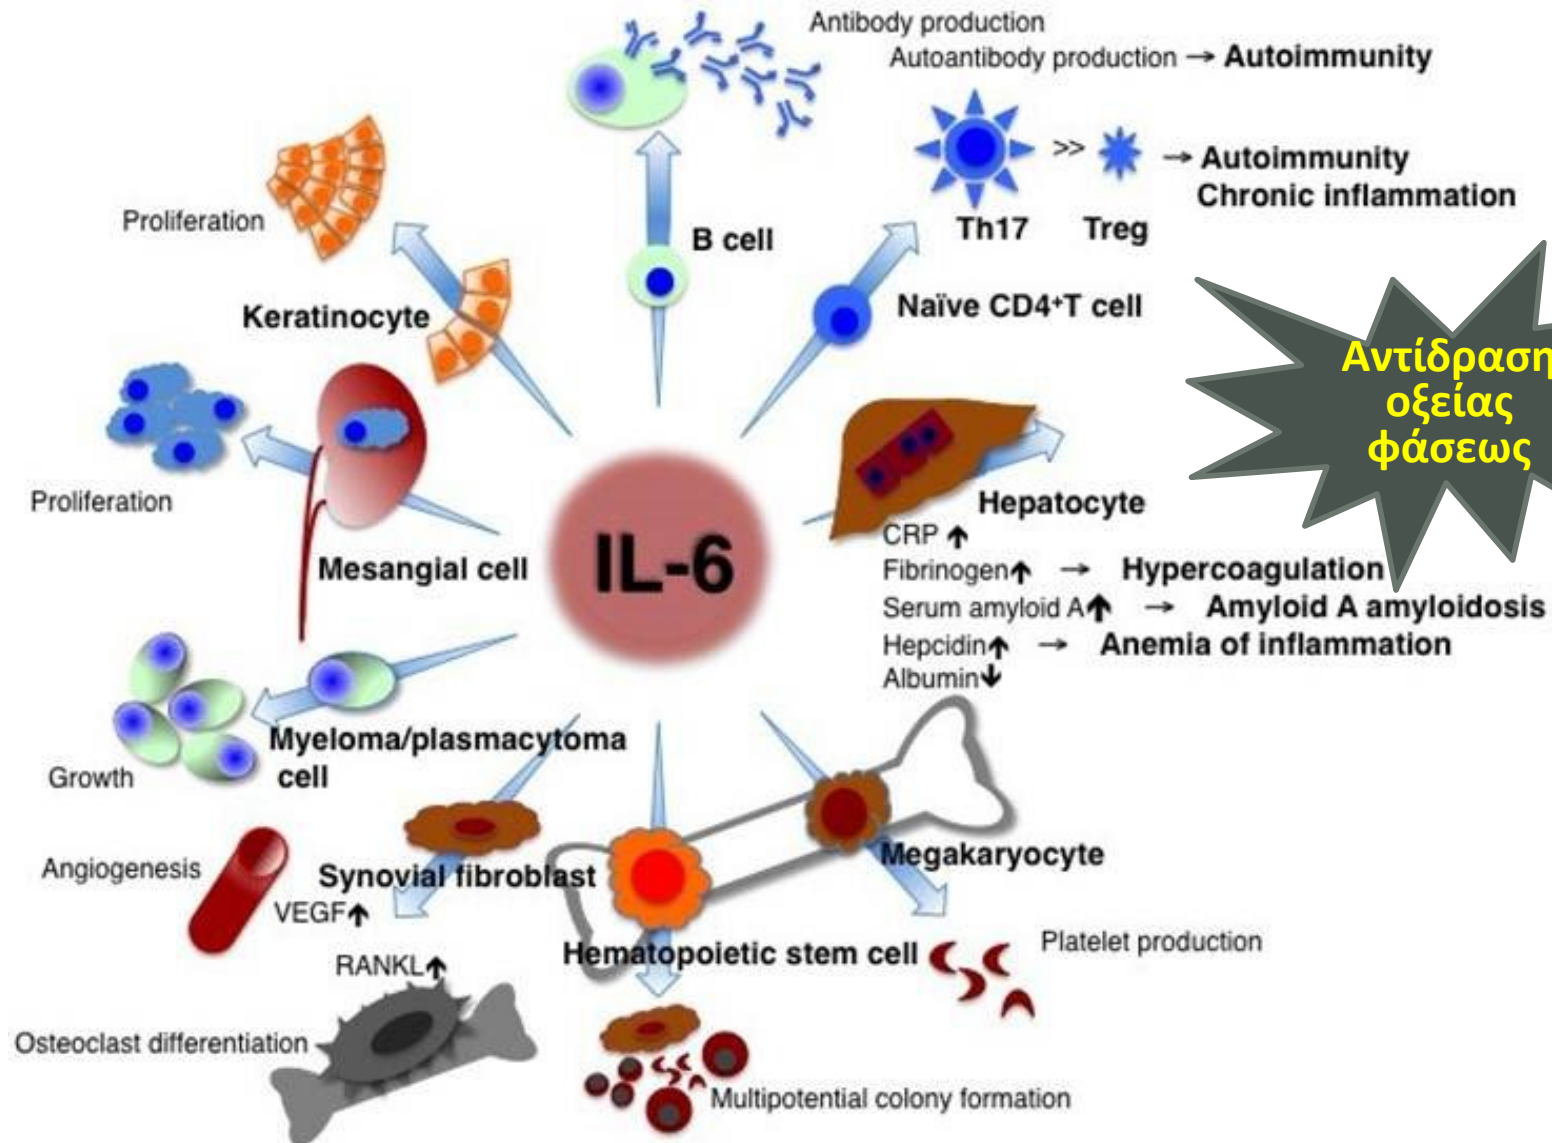 Antibody production
Autoantibody production → Autoimmunity
>>
→ Autoimmunity
Chronic inflammation
Th17 Treg
Proliferation
B cell
Naïve CD4⁺T cell
Keratinocyte
Αντίδραση
οξείας
φάσεως
Proliferation
Mesangial cell
IL-6
Hepatocyte
CRP ↑
Fibrinogen↑ → Hypercoagulation
Serum amyloid A↑ → Amyloid A amyloidosis
Hepcidin↑ → Anemia of inflammation
Albumin↓
Myeloma/plasmacytoma
cell
Growth
Angiogenesis
Synovial fibroblast
VEGF↑
RANKL↑
Osteoclast differentiation
Megakaryocyte
Hematopoietic stem cell
Platelet production
Multipotential colony formation